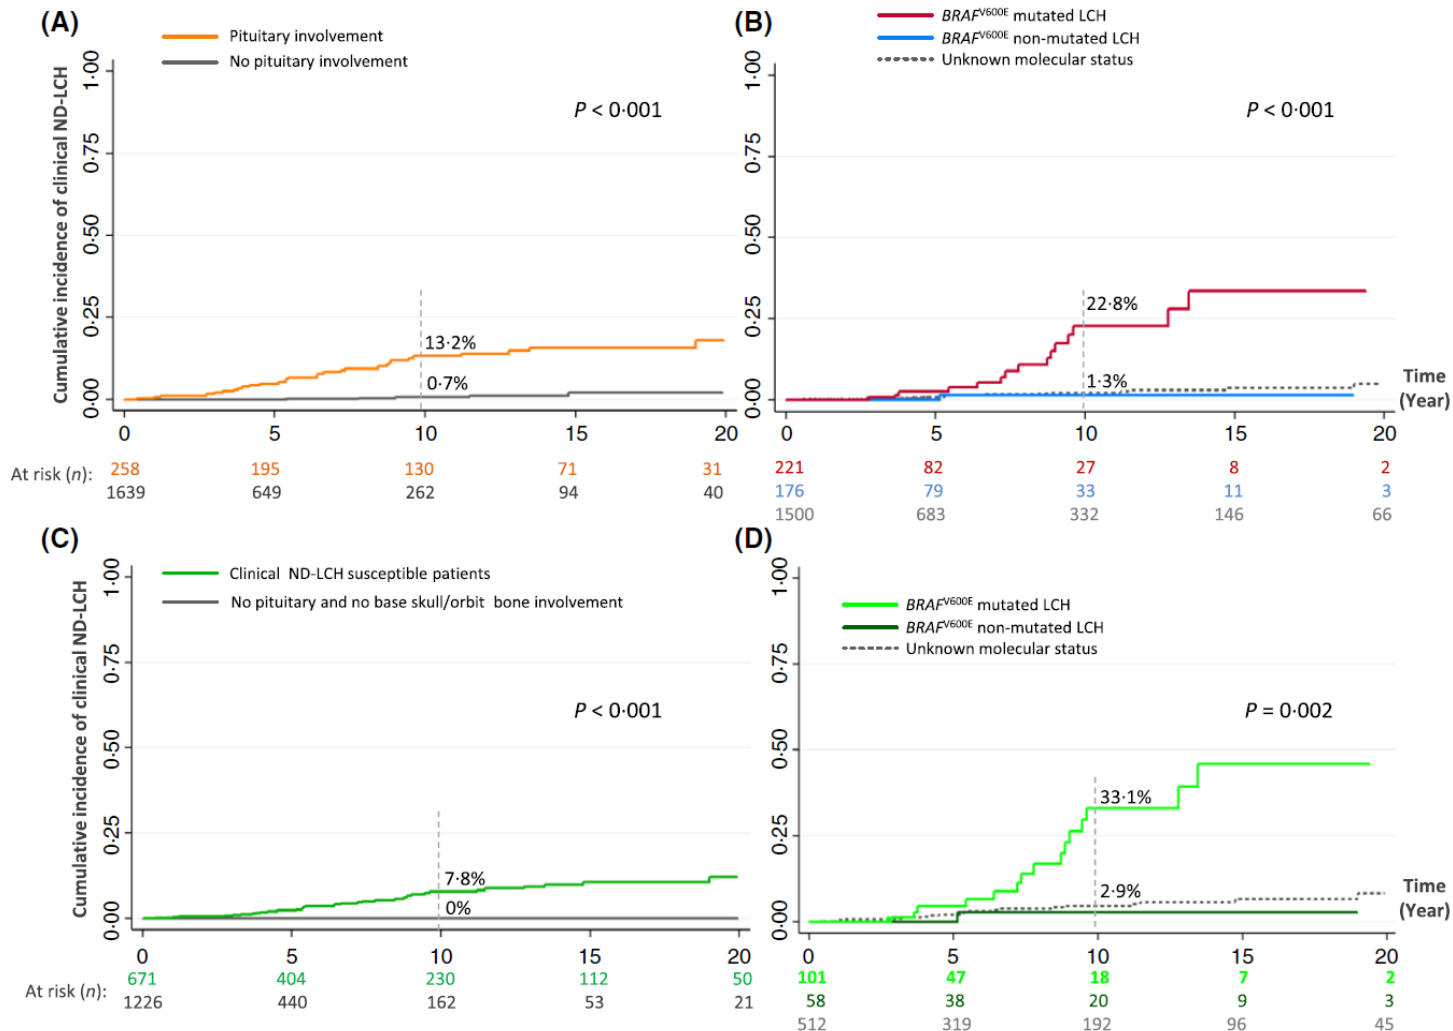 (A)
Pituitary involvement
No pituitary involvement
Cumulative incidence of clinical ND-LCH
1·00
0·75
0·50
0·25
0·00
P < 0·001
13·2%
0·7%
0 5 10 15 20
At risk (n):
258 195 130 71 31
1639 649 262 94 40
(B)
BRAFV600E mutated LCH
BRAFV600E non-mutated LCH
Unknown molecular status
1·00
0·75
0·50
0·25
0·00
P < 0·001
22·8%
1·3%
Time
(Year)
0 5 10 15 20
221 82 27 8 2
176 79 33 11 3
1500 683 332 146 66
(C)
Clinical ND-LCH susceptible patients
No pituitary and no base skull/orbit bone involvement
Cumulative incidence of clinical ND-LCH
1·00
0·75
0·50
0·25
0·00
P < 0·001
7·8%
0%
0 5 10 15 20
At risk (n):
671 404 230 112 50
1226 440 162 53 21
(D)
BRAFV600E mutated LCH
BRAFV600E non-mutated LCH
Unknown molecular status
1·00
0·75
0·50
0·25
0·00
P = 0·002
33·1%
2·9%
Time
(Year)
0 5 10 15 20
101 47 18 7 2
58 38 20 9 3
512 319 192 96 45